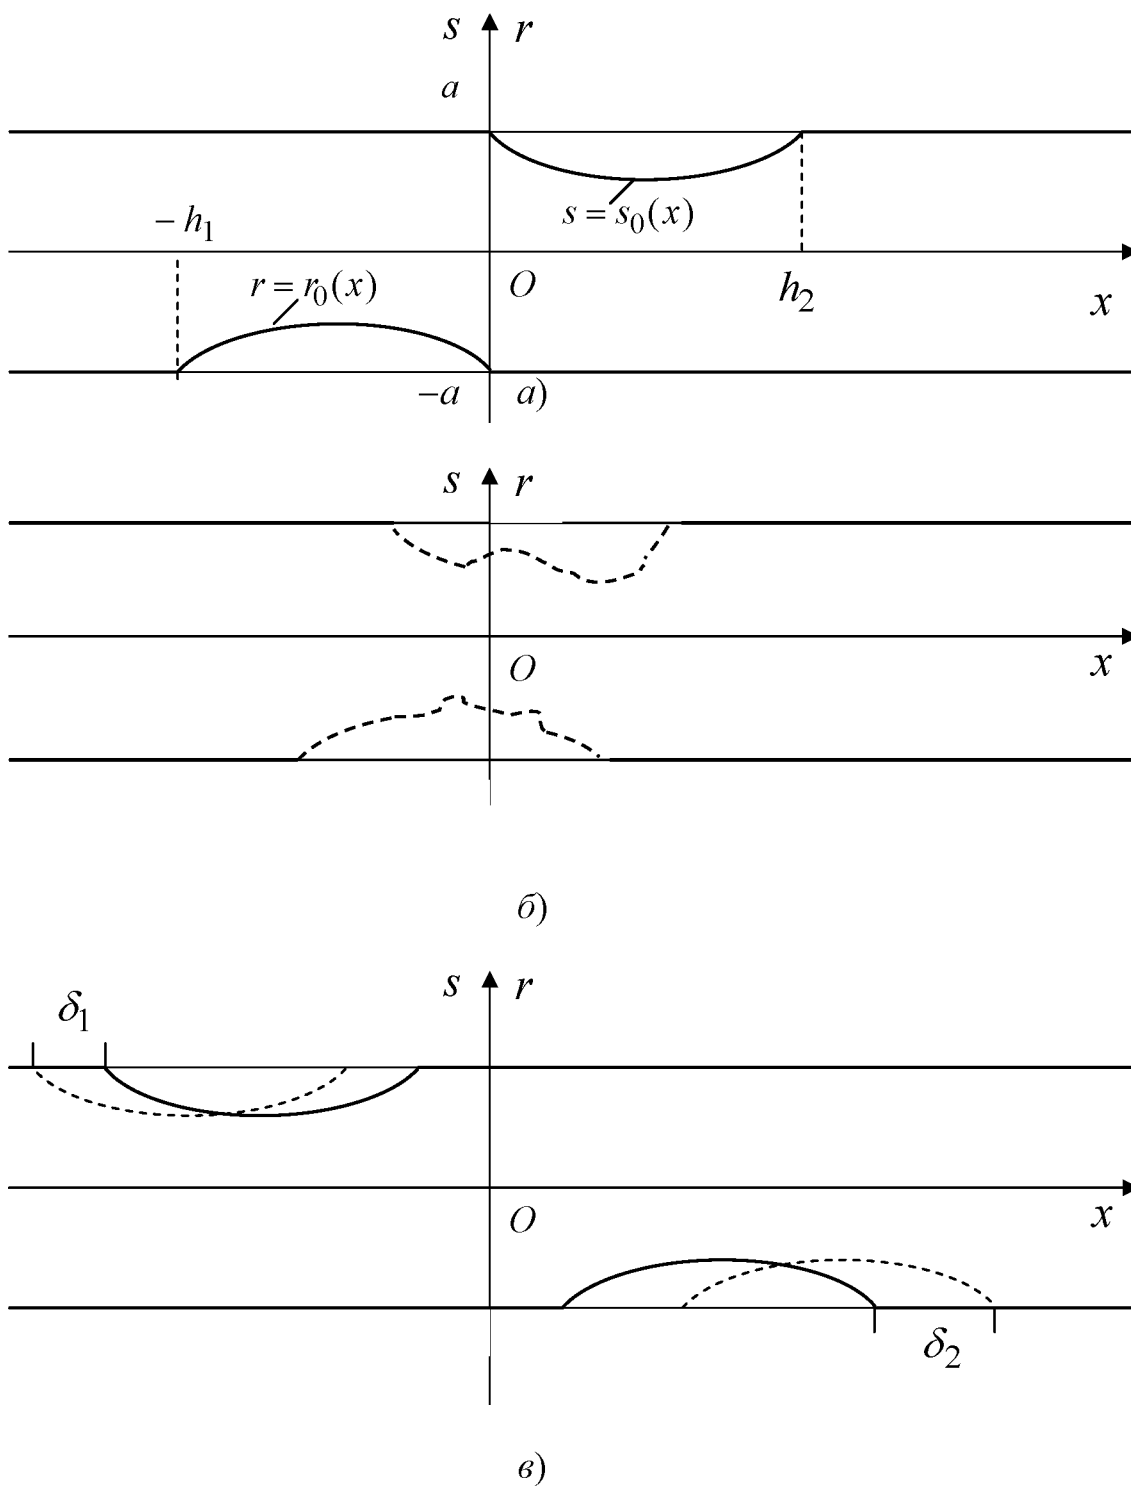 s r
a
s = s₀(x)
− h₁
r = r₀(x)
O
h₂
x
−a
а)
s r
O
x
б)
s r
δ₁
O
x
δ₂
в)